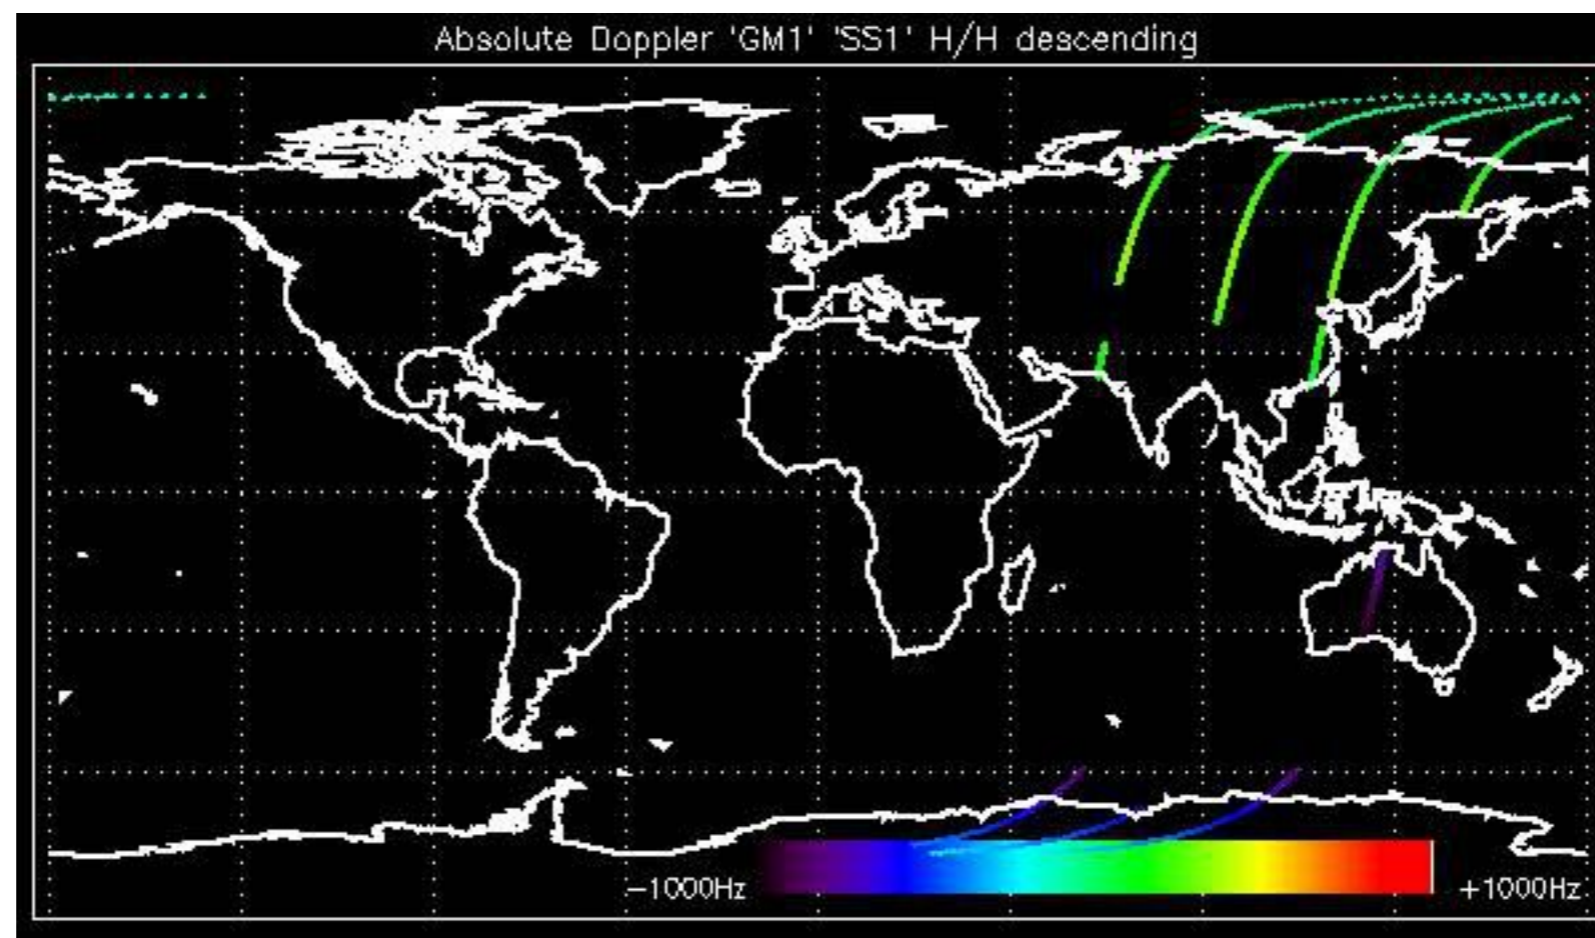 Absolute Doppler 'GM1' 'SS1' H/H descending
−1000Hz
+1000Hz